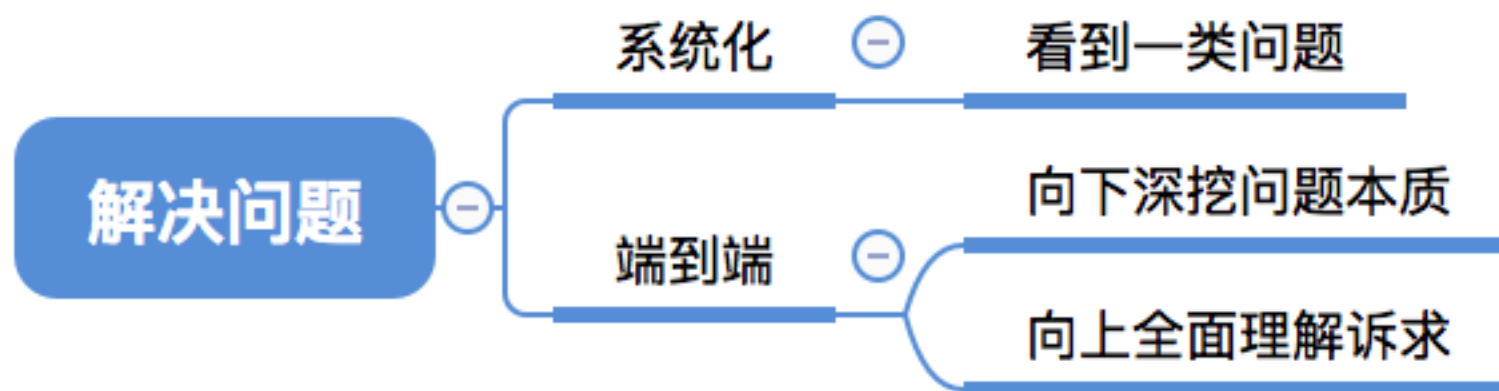 系统化
看到一类问题
解决问题
向下深挖问题本质
端到端
向上全面理解诉求